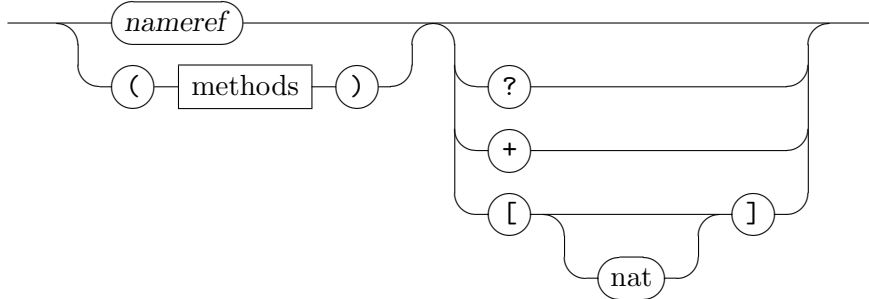 nameref
( methods ) ?
+
[ ]
nat